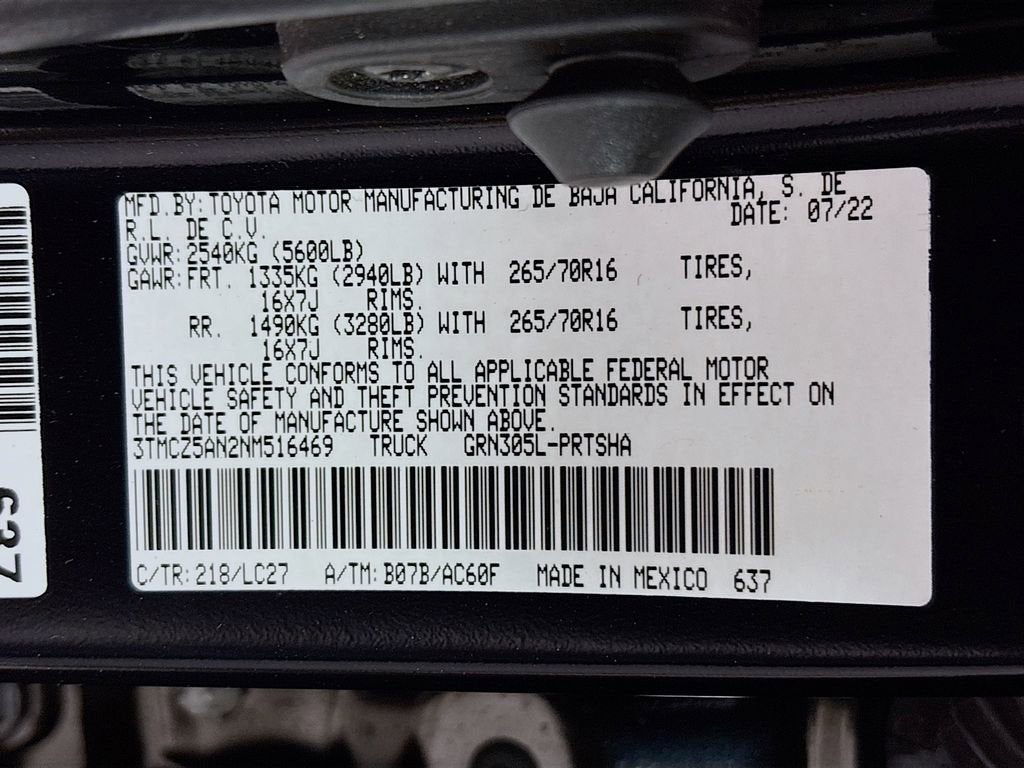 MFD.BY:TOYOTA MOTOR MANUFACTURING DE BAJA CALIFORNIA, S. DE
R.L. DE C.V. DATE: 07/22
GVWR:2540KG (5600LB)
GAWR:FRT. 1335KG (2940LB) WITH 265/70R16 TIRES,
16X7J RIMS.
RR. 1490KG (3280LB) WITH 265/70R16 TIRES,
16X7J RIMS.
THIS VEHICLE CONFORMS TO ALL APPLICABLE FEDERAL MOTOR
VEHICLE SAFETY AND THEFT PREVENTION STANDARDS IN EFFECT ON
THE DATE OF MANUFACTURE SHOWN ABOVE.
3TMCZ5AN2NM516469 TRUCK GRN305L-PRTSHA
C/TR:218/LC27 A/TM:B07B/AC60F MADE IN MEXICO 637
637